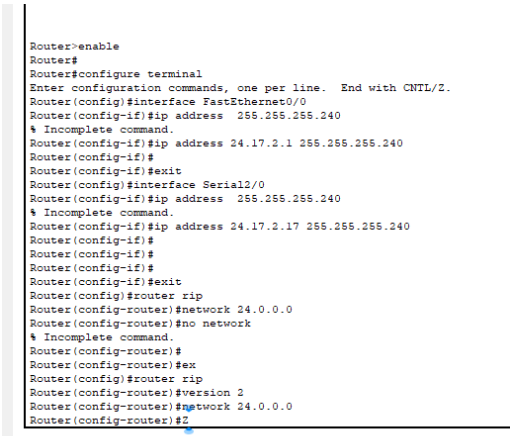 Router>enable
Router#
Router#configure terminal
Enter configuration commands, one per line.  End with CNTL/Z.
Router(config)#interface FastEthernet0/0
Router(config-if)#ip address  255.255.255.240
% Incomplete command.
Router(config-if)#ip address 24.17.2.1 255.255.255.240
Router(config-if)#
Router(config-if)#exit
Router(config)#interface Serial2/0
Router(config-if)#ip address  255.255.255.240
% Incomplete command.
Router(config-if)#ip address 24.17.2.17 255.255.255.240
Router(config-if)#
Router(config-if)#
Router(config-if)#
Router(config-if)#exit
Router(config)#router rip
Router(config-router)#network 24.0.0.0
Router(config-router)#no network
% Incomplete command.
Router(config-router)#
Router(config-router)#ex
Router(config)#router rip
Router(config-router)#version 2
Router(config-router)#network 24.0.0.0
Router(config-router)#Z